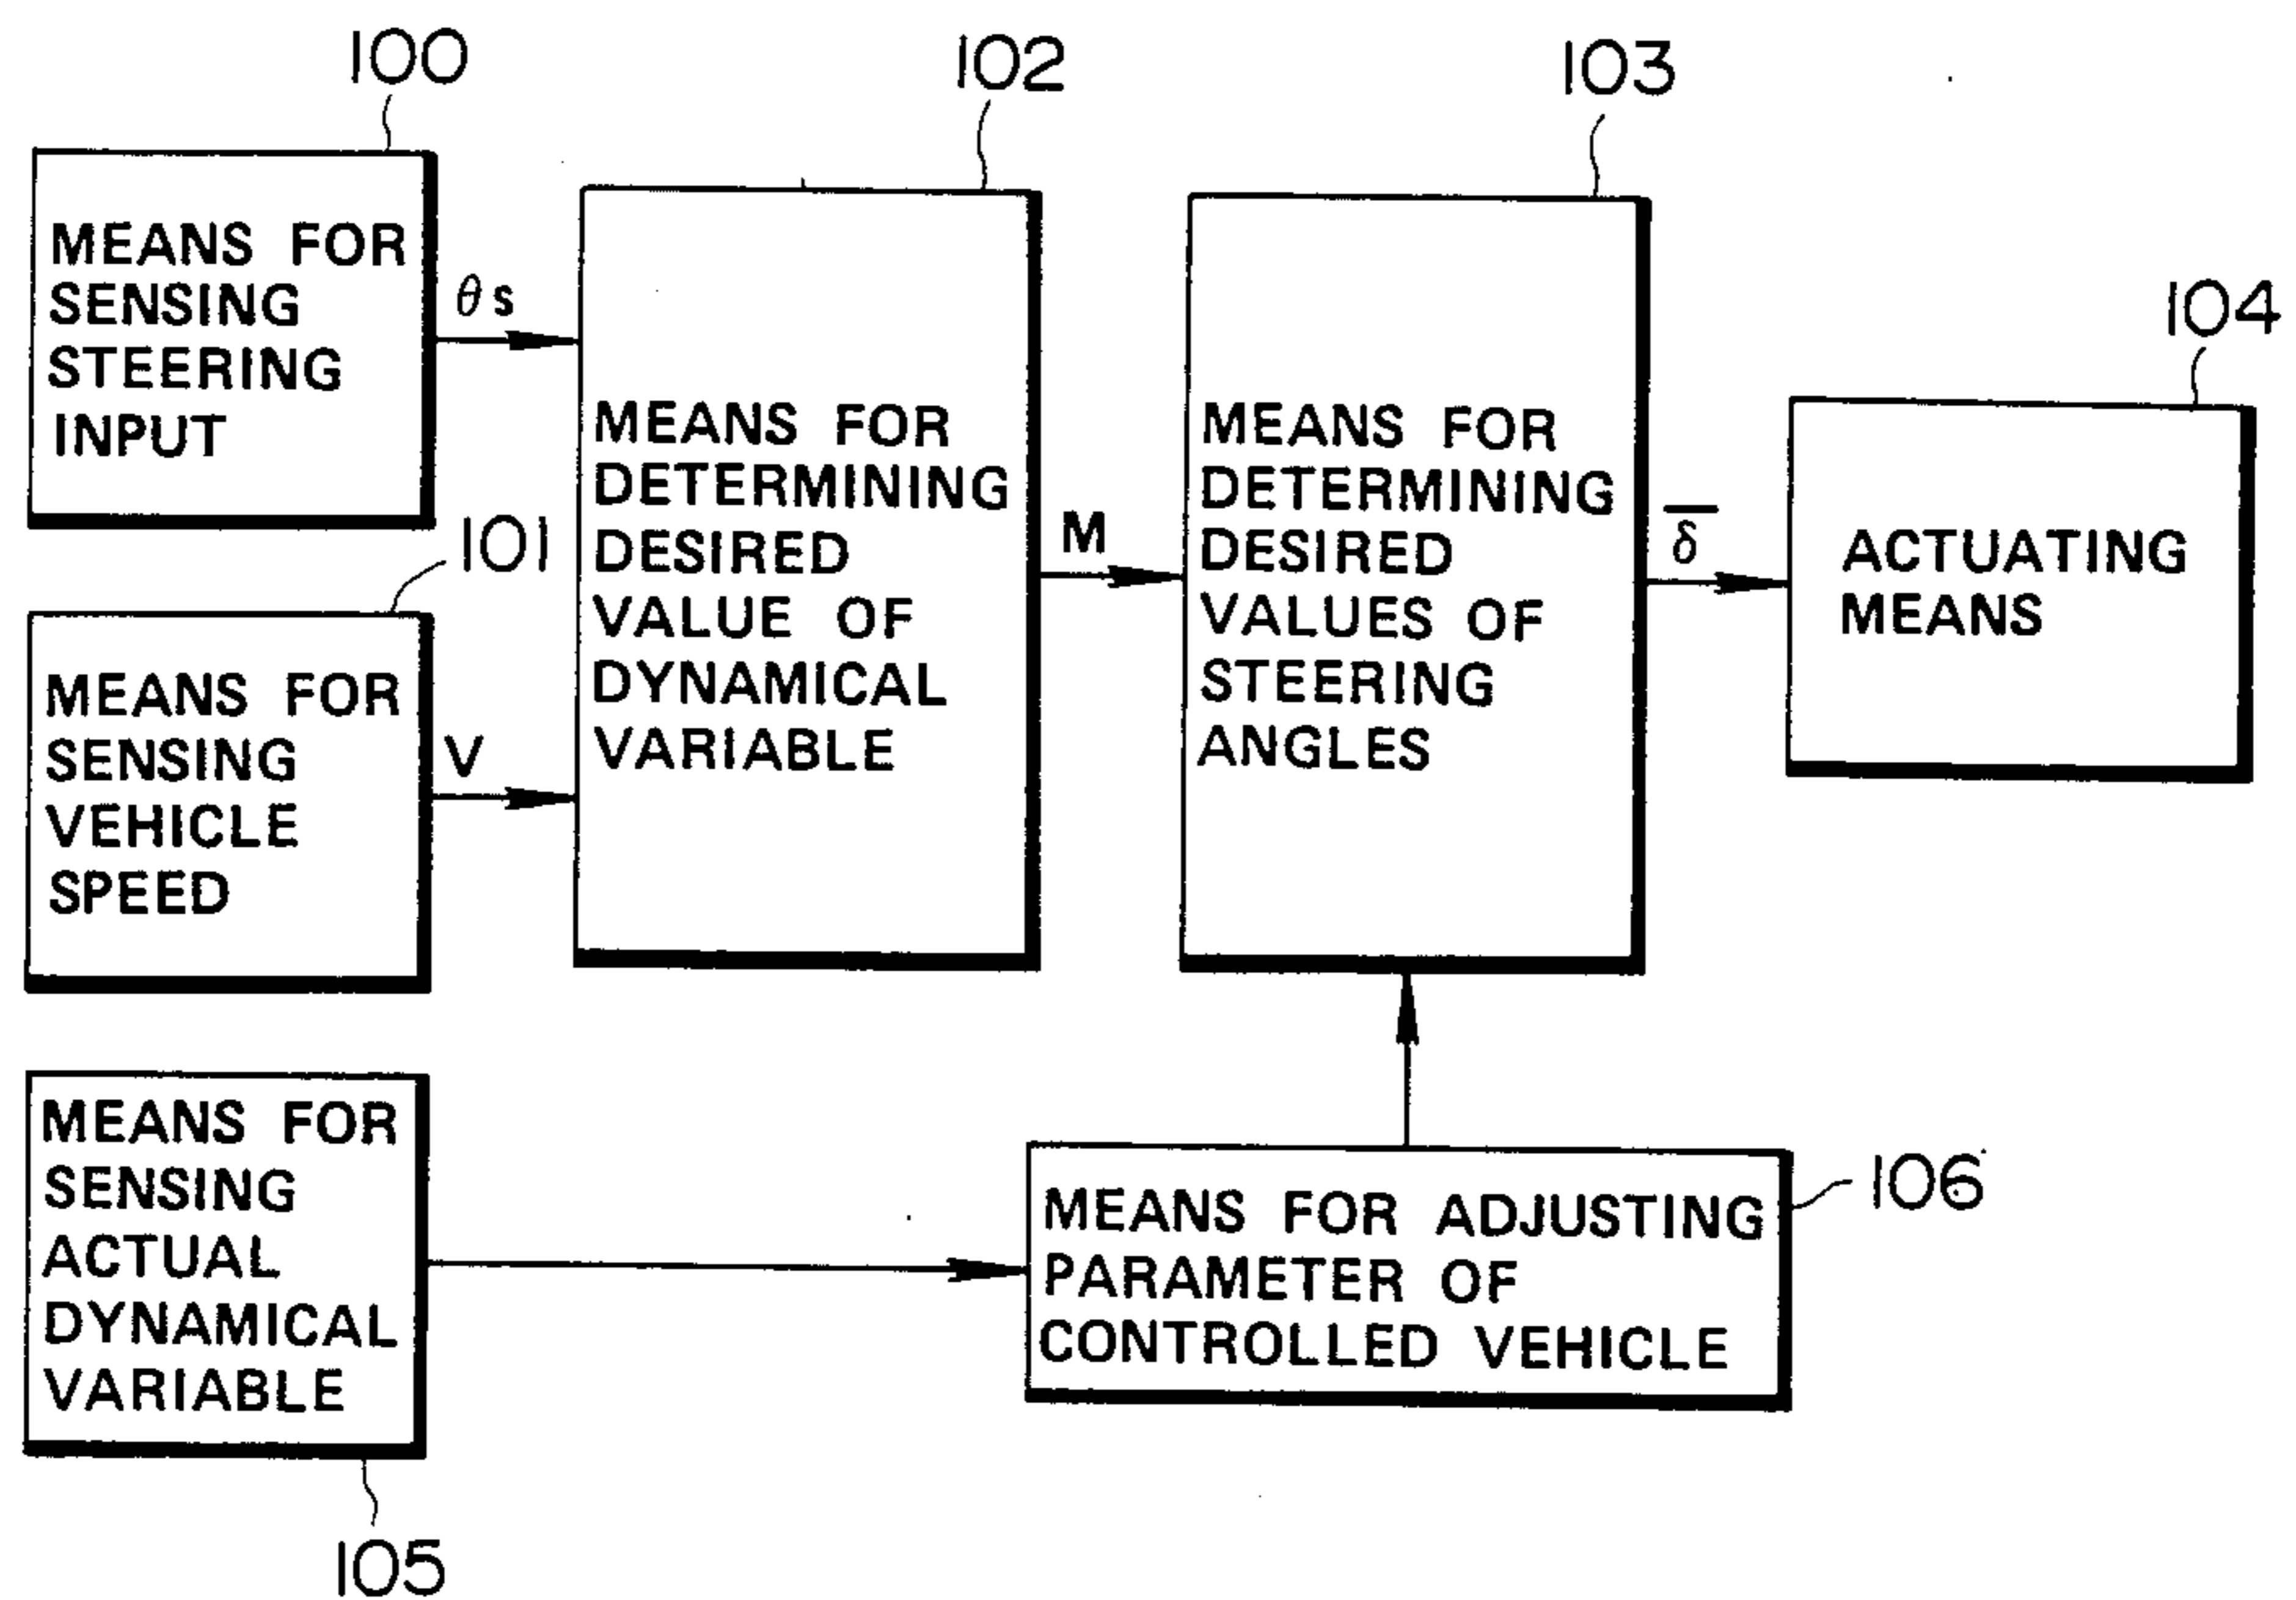 100
MEANS FOR
SENSING
STEERING
INPUT
θs
101
MEANS FOR
SENSING
VEHICLE
SPEED
V
102
MEANS FOR
DETERMINING
DESIRED
VALUE OF
DYNAMICAL
VARIABLE
M
103
MEANS FOR
DETERMINING
DESIRED
VALUES OF
STEERING
ANGLES
δ̅
104
ACTUATING
MEANS
MEANS FOR
SENSING
ACTUAL
DYNAMICAL
VARIABLE
105
MEANS FOR ADJUSTING
PARAMETER OF
CONTROLLED VEHICLE
106